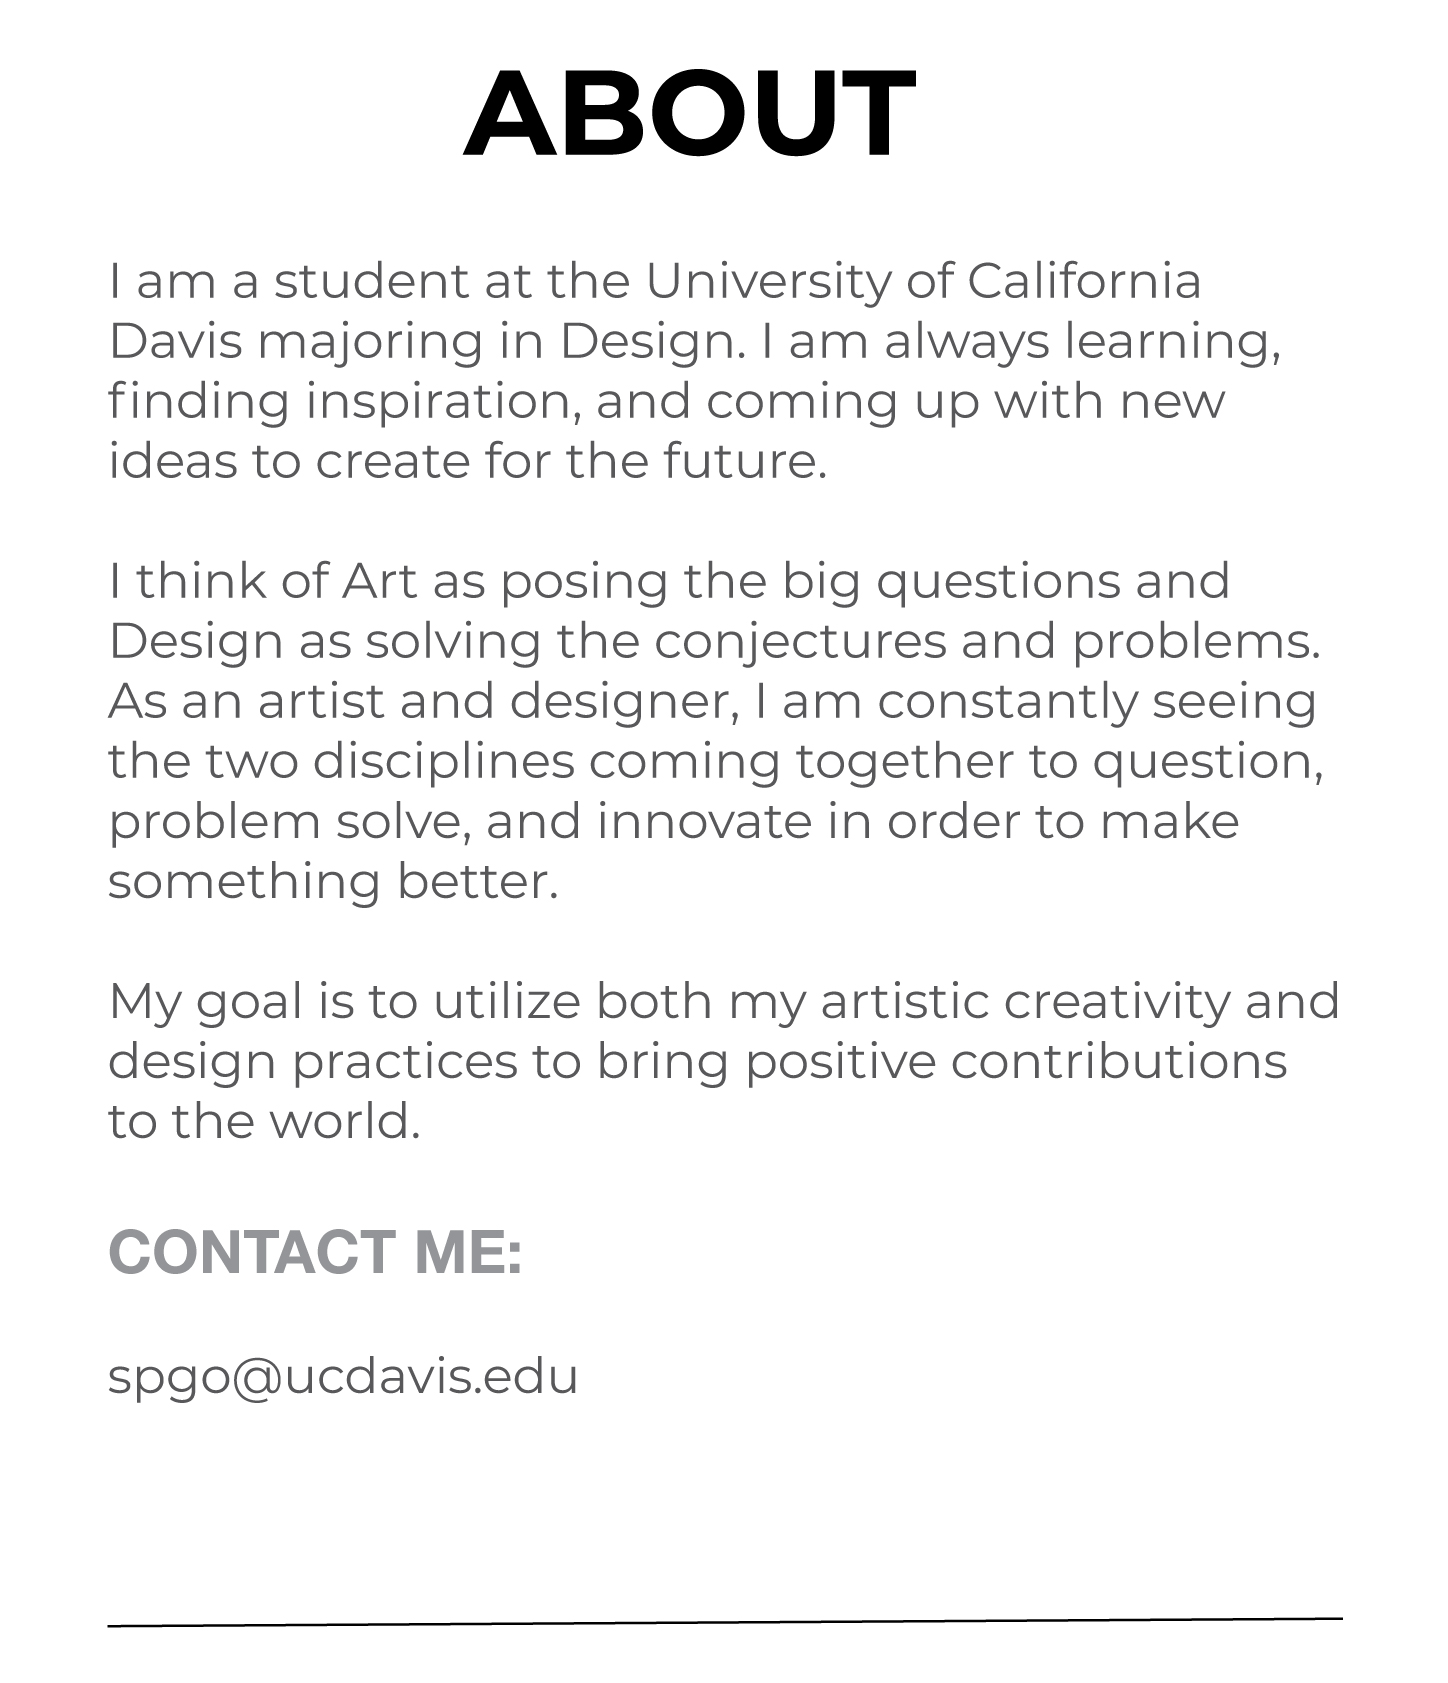 ABOUT
I am a student at the University of California
Davis majoring in Design. I am always learning,
finding inspiration, and coming up with new
ideas to create for the future.
I think of Art as posing the big questions and
Design as solving the conjectures and problems.
As an artist and designer, I am constantly seeing
the two disciplines coming together to question,
problem solve, and innovate in order to make
something better.
My goal is to utilize both my artistic creativity and
design practices to bring positive contributions
to the world.
CONTACT ME:
spgo@ucdavis.edu